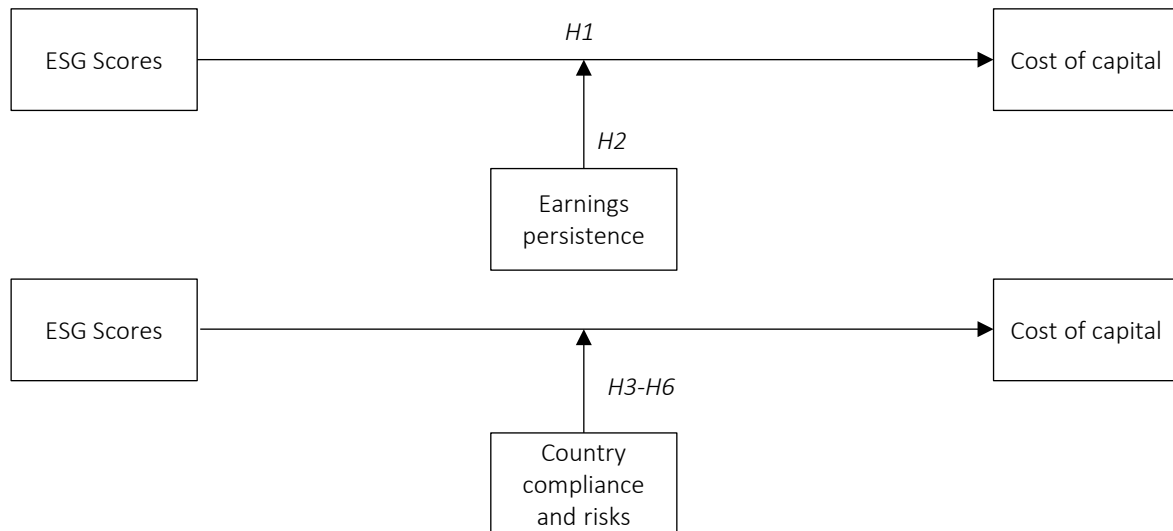 H1
ESG Scores
Cost of capital
H2
Earnings
persistence
ESG Scores
Cost of capital
H3-H6
Country
compliance
and risks